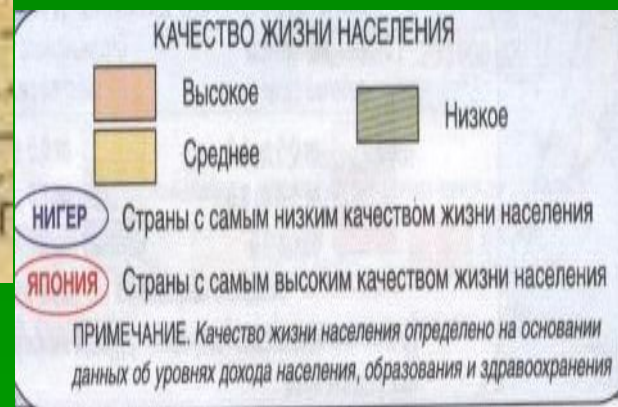 КАЧЕСТВО ЖИЗНИ НАСЕЛЕНИЯ
Высокое
Низкое
Среднее
НИГЕР Страны с самым низким качеством жизни населения
ЯПОНИЯ Страны с самым высоким качеством жизни населения
ПРИМЕЧАНИЕ. Качество жизни населения определено на основании
данных об уровнях дохода населения, образования и здравоохранения